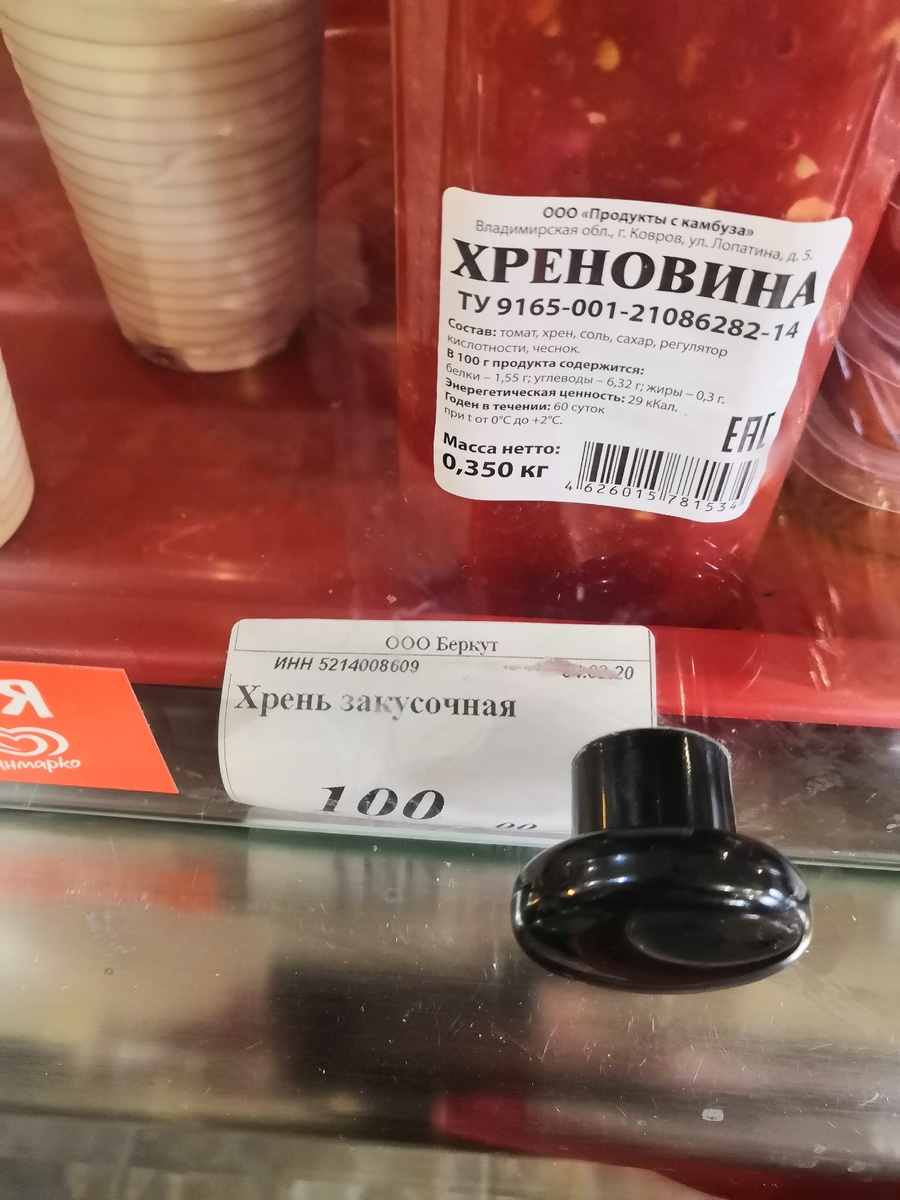 ООО «Продукты с камбуза»
Владимирская обл., г. Ковров, ул. Лопатина, д. 5.
ХРЕНОВИНА
ТУ 9165-001-21086282-14
Состав: томат, хрен, соль, сахар, регулятор
кислотности, чеснок.
В 100 г продукта содержится:
белки – 1,55 г; углеводы – 6,32 г; жиры – 0,3 г.
Энергетическая ценность: 29 кКал.
Годен в течении: 60 суток
при t от 0°С до +2°С.
ЕАС
Масса нетто:
0,350 кг
4 626015 781534
ООО Беркут
ИНН 5214008609
Хрень закусочная
100 00